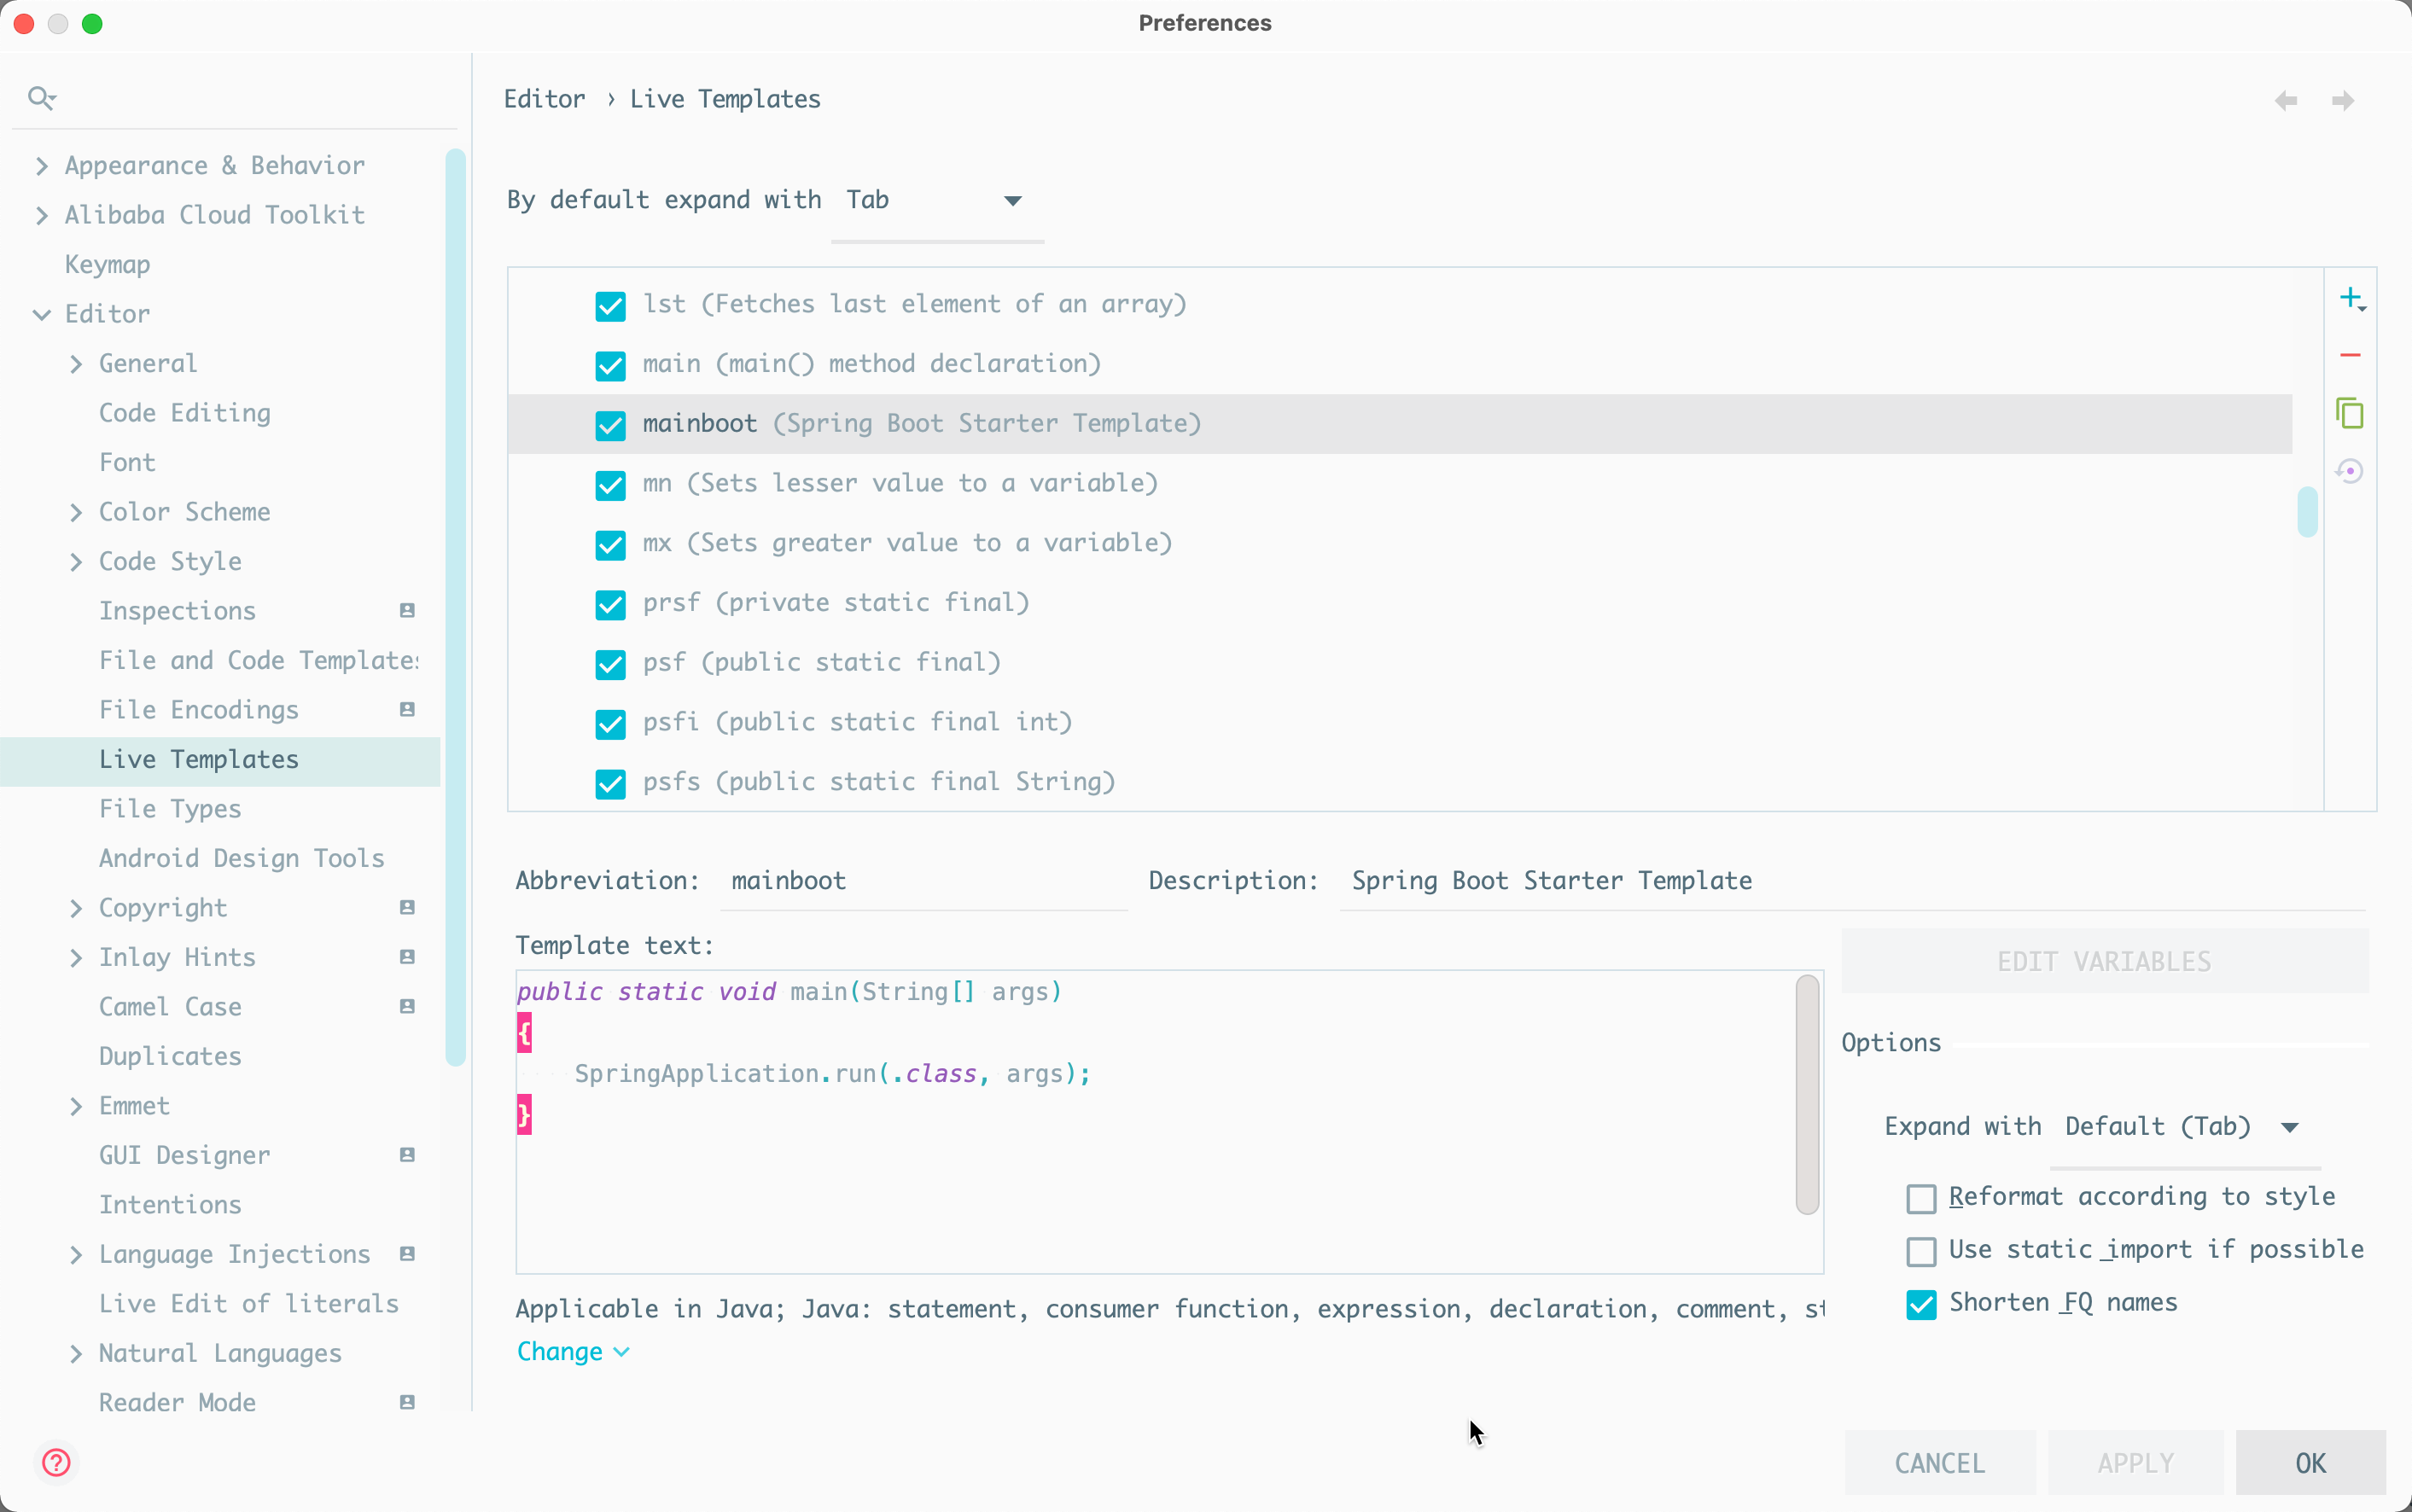 Preferences
Appearance & Behavior
Alibaba Cloud Toolkit
Keymap
Editor
General
Code Editing
Font
Color Scheme
Code Style
Inspections
File and Code Templates
File Encodings
Live Templates
File Types
Android Design Tools
Copyright
Inlay Hints
Camel Case
Duplicates
Emmet
GUI Designer
Intentions
Language Injections
Live Edit of literals
Natural Languages
Reader Mode
Editor › Live Templates
By default expand with Tab
lst (Fetches last element of an array)
main (main() method declaration)
mainboot (Spring Boot Starter Template)
mn (Sets lesser value to a variable)
mx (Sets greater value to a variable)
prsf (private static final)
psf (public static final)
psfi (public static final int)
psfs (public static final String)
Abbreviation: mainboot Description: Spring Boot Starter Template
Template text:
public static void main(String[] args)
{
SpringApplication.run(.class, args);
}
Applicable in Java; Java: statement, consumer function, expression, declaration, comment, st
Change
EDIT VARIABLES
Options
Expand with Default (Tab)
Reformat according to style
Use static import if possible
Shorten FQ names
?
CANCEL APPLY OK